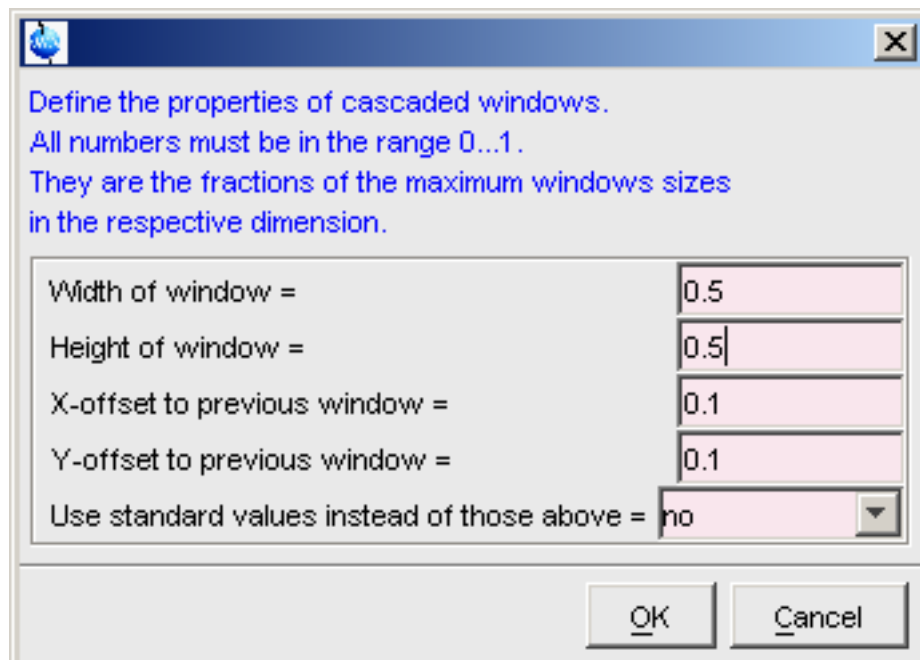 Define the properties of cascaded windows.
All numbers must be in the range 0...1.
They are the fractions of the maximum windows sizes
in the respective dimension.
Width of window = 0.5
Height of window = 0.5
X-offset to previous window = 0.1
Y-offset to previous window = 0.1
Use standard values instead of those above = no
OK Cancel